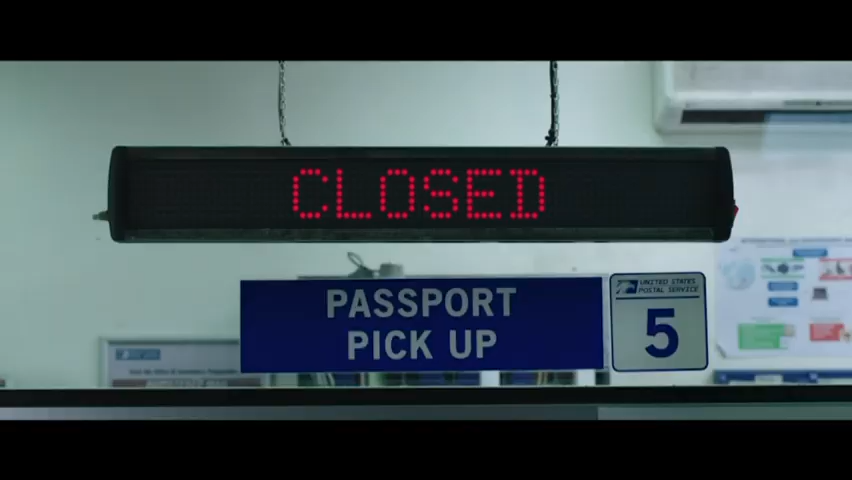 CLOSED
PASSPORT
PICK UP
UNITED STATES
POSTAL SERVICE
5